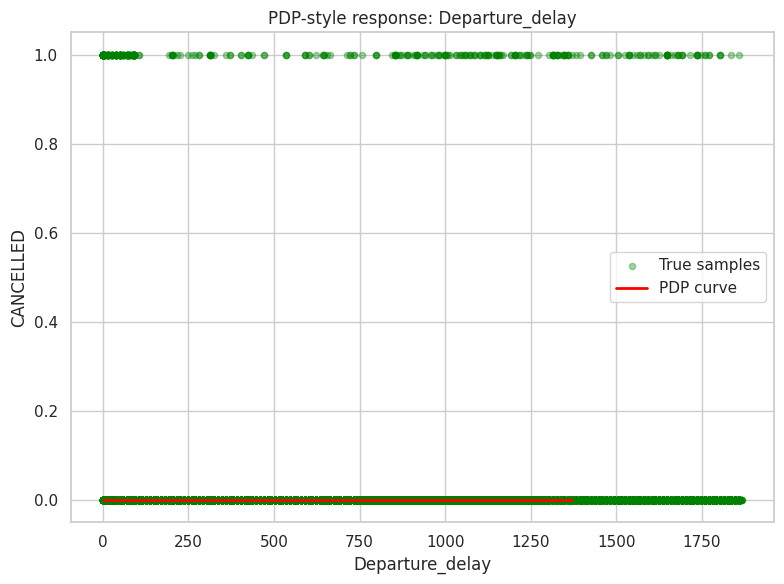 PDP-style response: Departure_delay
1.0
0.8
0.6
0.4
0.2
0.0
CANCELLED
True samples
PDP curve
0 250 500 750 1000 1250 1500 1750
Departure_delay